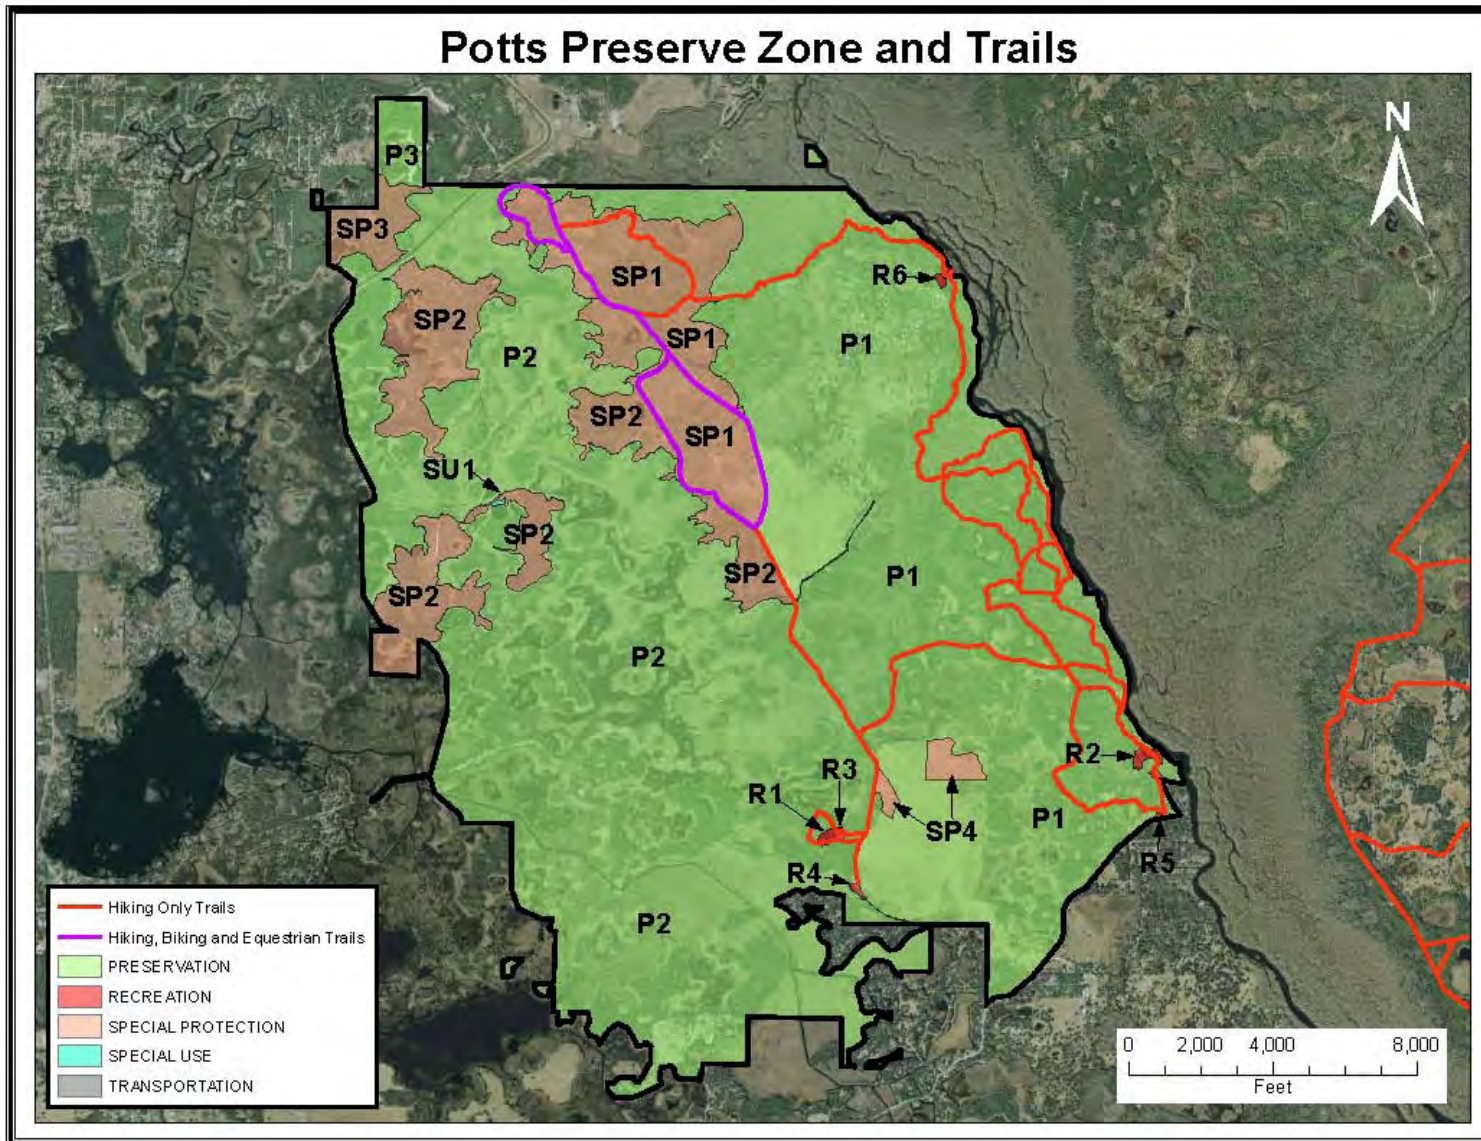 Potts Preserve Zone and Trails
N
P3
SP3
SP1
R6
SP2
SP1
P1
P2
SP2
SP1
SU1
SP2
SP2
P1
SP2
P2
R2
R3
R1
SP4
P1
R5
R4
P2
Hiking Only Trails
Hiking, Biking and Equestrian Trails
PRESERVATION
RECREATION
SPECIAL PROTECTION
SPECIAL USE
TRANSPORTATION
0 2,000 4,000 8,000
Feet